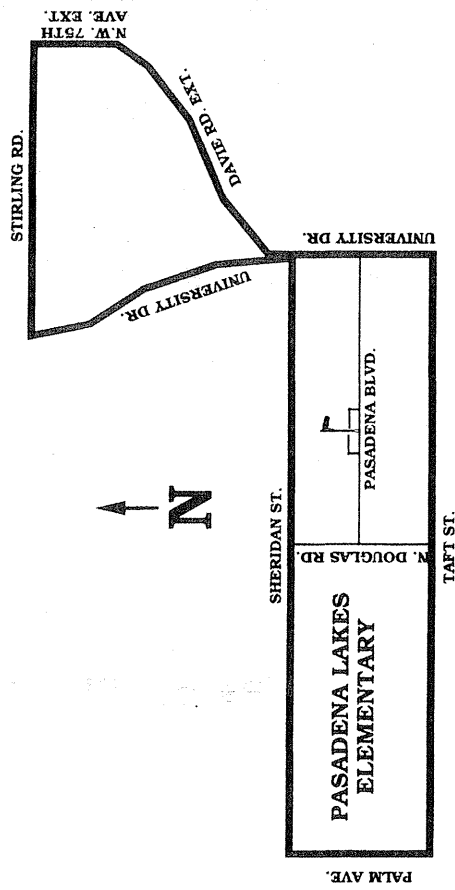 STIRLING RD.
N.W. 75TH
AVE. EXT.
DAVIE RD. EXT.
UNIVERSITY DR.
N
SHERIDAN ST.
UNIVERSITY DR.
PASADENA BLVD.
N. DOUGLAS RD.
PASADENA LAKES
ELEMENTARY
TAFT ST.
PALM AVE.